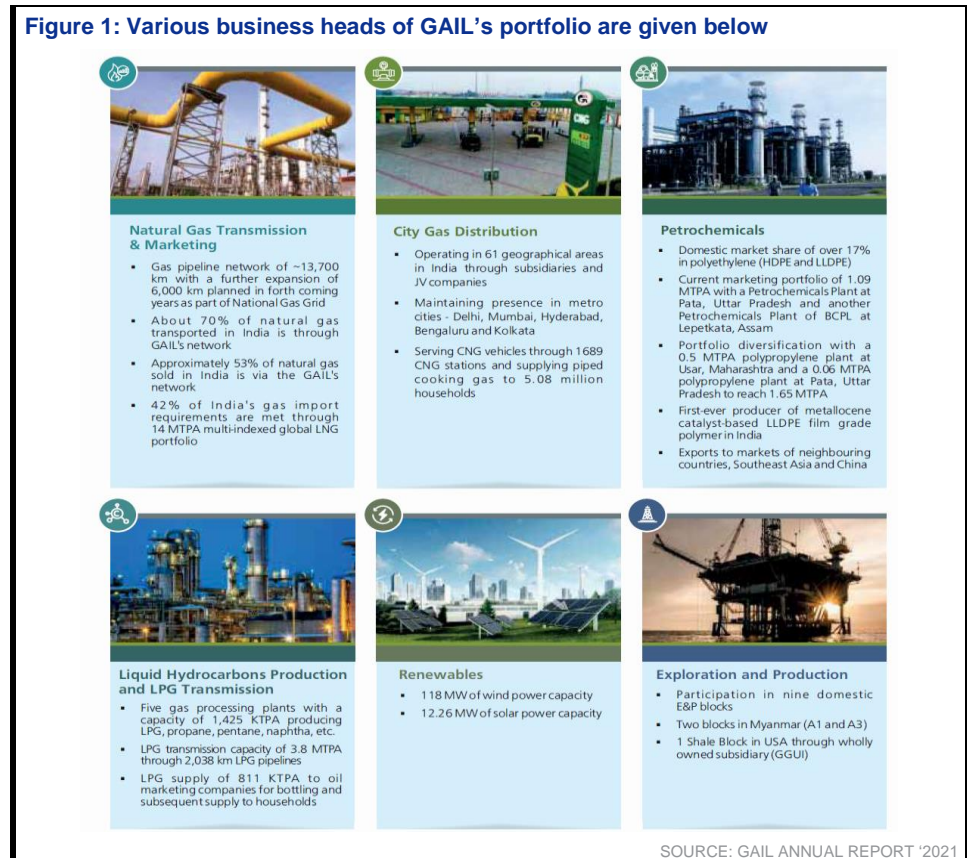 Figure 1: Various business heads of GAIL's portfolio are given below
CNG
Natural Gas Transmission
& Marketing
▪ Gas pipeline network of ~13,700
km with a further expansion of
6,000 km planned in forth coming
years as part of National Gas Grid
▪ About 70% of natural gas
transported in India is through
GAIL's network
▪ Approximately 53% of natural gas
sold in India is via the GAIL's
network
▪ 42% of India's gas import
requirements are met through
14 MTPA multi-indexed global LNG
portfolio
City Gas Distribution
▪ Operating in 61 geographical areas
in India through subsidiaries and
JV companies
▪ Maintaining presence in metro
cities - Delhi, Mumbai, Hyderabad,
Bengaluru and Kolkata
▪ Serving CNG vehicles through 1689
CNG stations and supplying piped
cooking gas to 5.08 million
households
Petrochemicals
▪ Domestic market share of over 17%
in polyethylene (HDPE and LLDPE)
▪ Current marketing portfolio of 1.09
MTPA with a Petrochemicals Plant at
Pata, Uttar Pradesh and another
Petrochemicals Plant of BCPL at
Lepetkata, Assam
▪ Portfolio diversification with a
0.5 MTPA polypropylene plant at
Usar, Maharashtra and a 0.06 MTPA
polypropylene plant at Pata, Uttar
Pradesh to reach 1.65 MTPA
▪ First-ever producer of metallocene
catalyst-based LLDPE film grade
polymer in India
▪ Exports to markets of neighbouring
countries, Southeast Asia and China
Liquid Hydrocarbons Production
and LPG Transmission
▪ Five gas processing plants with a
capacity of 1,425 KTPA producing
LPG, propane, pentane, naphtha, etc.
▪ LPG transmission capacity of 3.8 MTPA
through 2,038 km LPG pipelines
▪ LPG supply of 811 KTPA to oil
marketing companies for bottling and
subsequent supply to households
Renewables
▪ 118 MW of wind power capacity
▪ 12.26 MW of solar power capacity
Exploration and Production
▪ Participation in nine domestic
E&P blocks
▪ Two blocks in Myanmar (A1 and A3)
▪ 1 Shale Block in USA through wholly
owned subsidiary (GGUI)
SOURCE: GAIL ANNUAL REPORT '2021